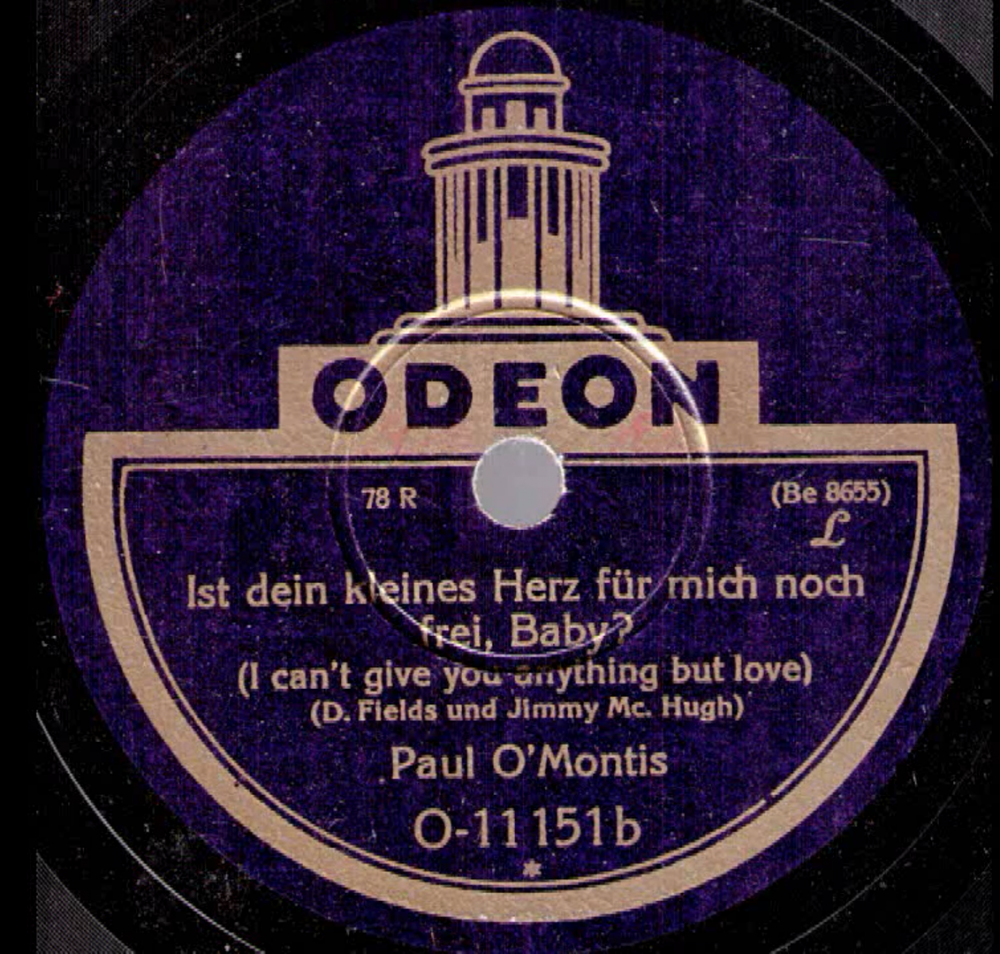 ODEON
78 R (Be 8655)
L
Ist dein kleines Herz für mich noch
frei, Baby?
(I can't give you anything but love)
(D. Fields und Jimmy Mc. Hugh)
Paul O'Montis
O-11151b
*